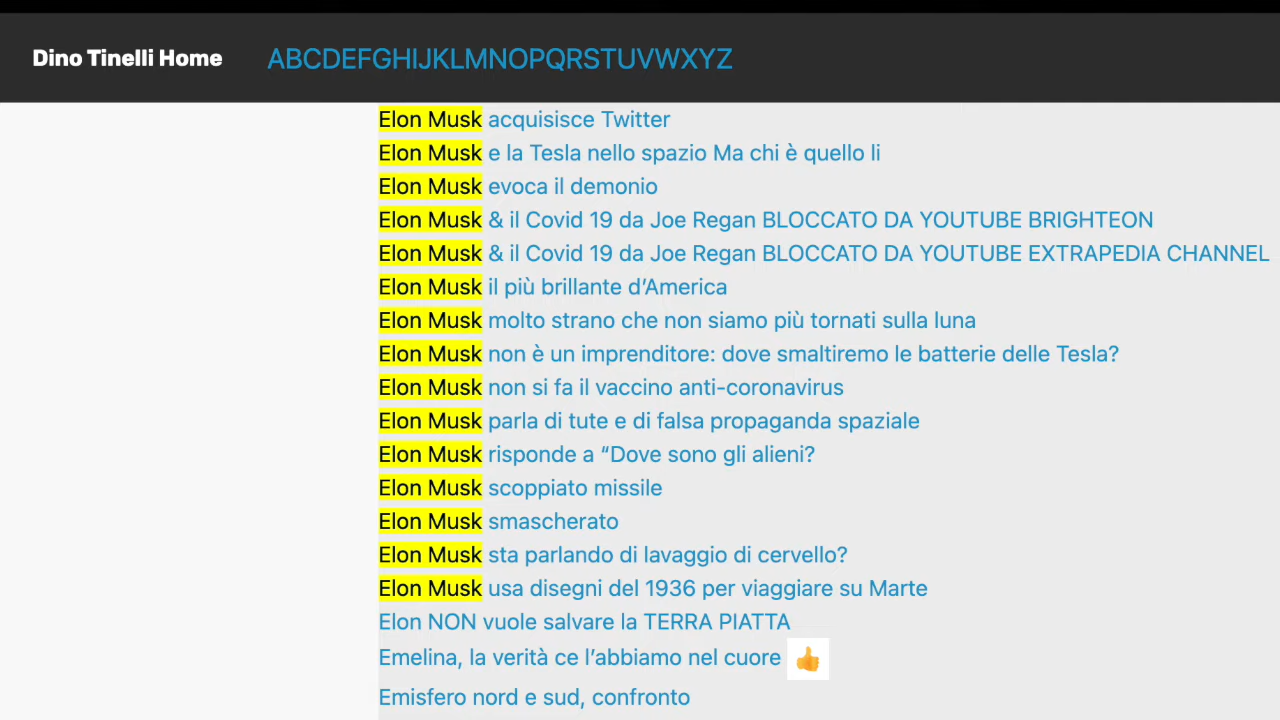 Dino Tinelli Home ABCDEFGHIJKLMNOPQRSTUVWXYZ
Elon Musk acquisisce Twitter
Elon Musk e la Tesla nello spazio Ma chi è quello li
Elon Musk evoca il demonio
Elon Musk & il Covid 19 da Joe Regan BLOCCATO DA YOUTUBE BRIGHTEON
Elon Musk & il Covid 19 da Joe Regan BLOCCATO DA YOUTUBE EXTRAPEDIA CHANNEL
Elon Musk il più brillante d’America
Elon Musk molto strano che non siamo più tornati sulla luna
Elon Musk non è un imprenditore: dove smaltiremo le batterie delle Tesla?
Elon Musk non si fa il vaccino anti-coronavirus
Elon Musk parla di tute e di falsa propaganda spaziale
Elon Musk risponde a “Dove sono gli alieni?
Elon Musk scoppiato missile
Elon Musk smascherato
Elon Musk sta parlando di lavaggio di cervello?
Elon Musk usa disegni del 1936 per viaggiare su Marte
Elon NON vuole salvare la TERRA PIATTA
Emelina, la verità ce l’abbiamo nel cuore 👍
Emisfero nord e sud, confronto